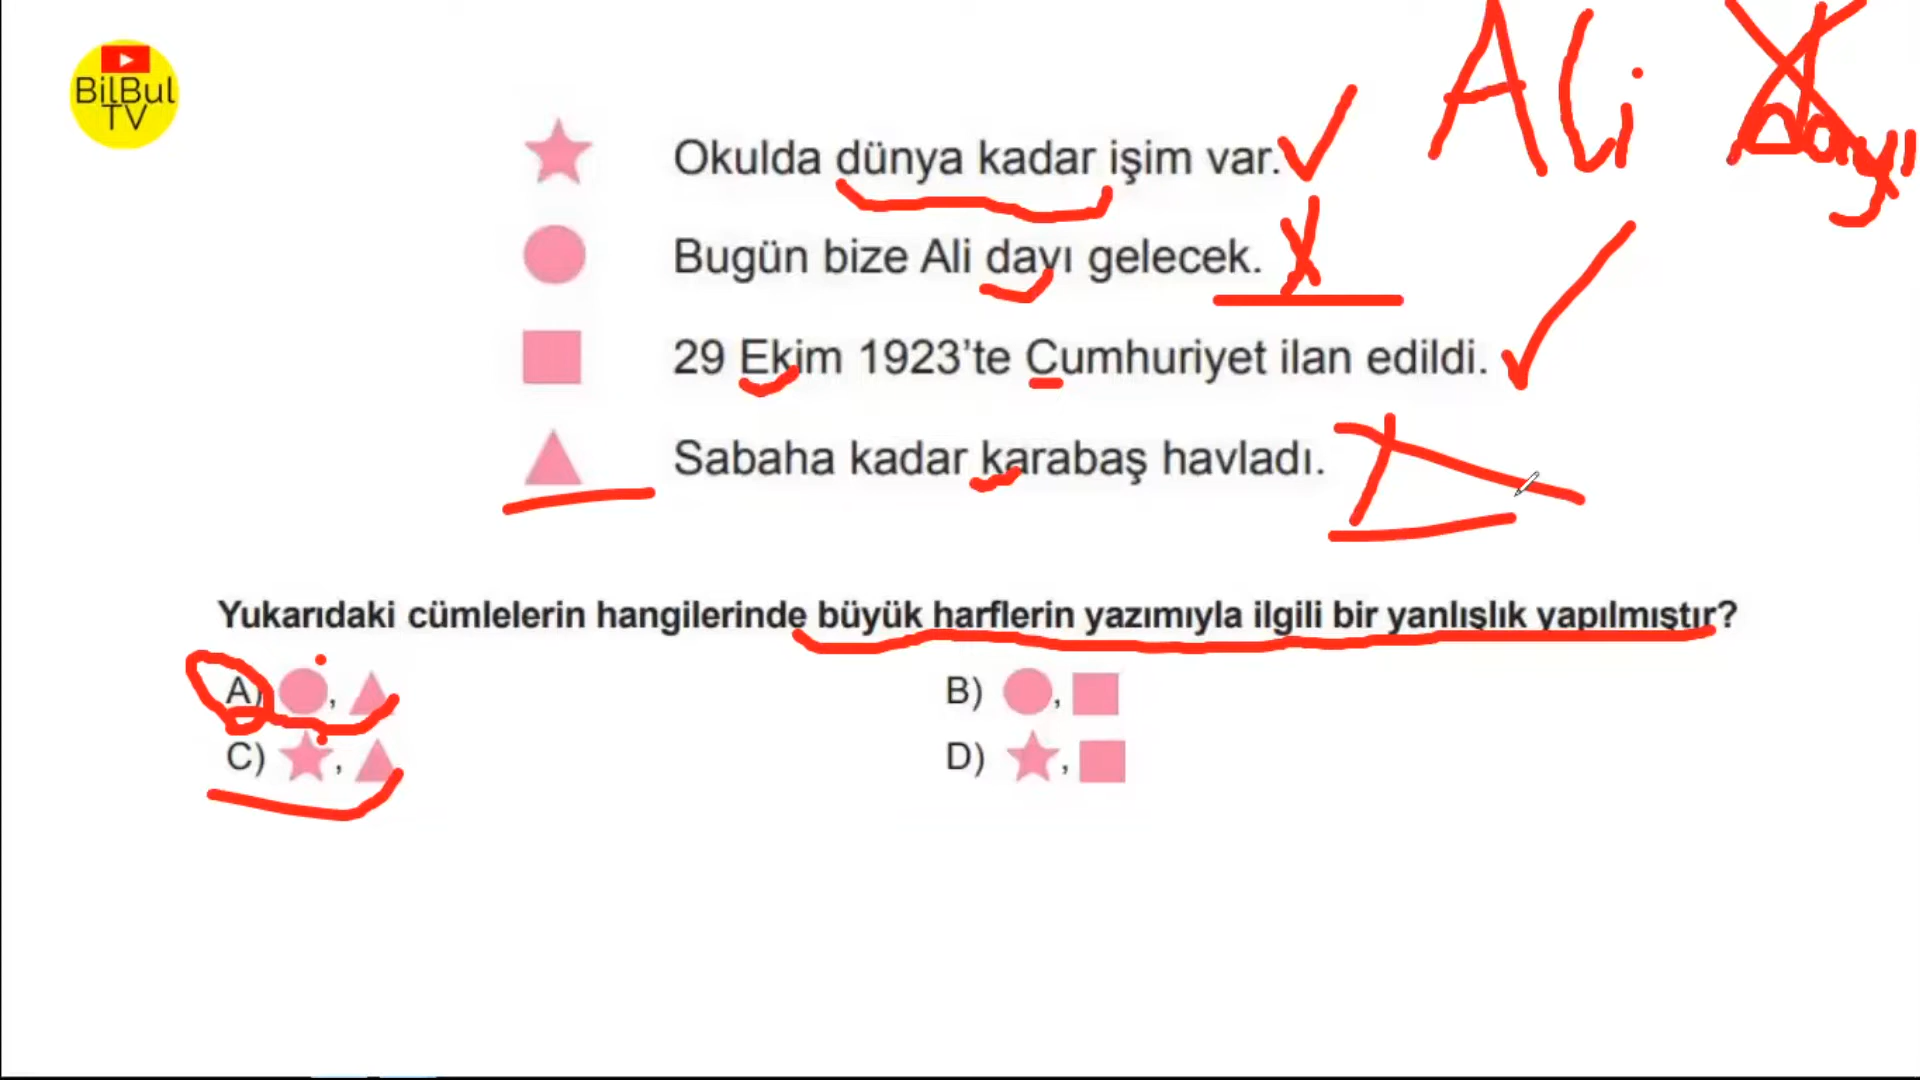 BilBul
TV
Ali Dayı
Okulda dünya kadar işim var.
Bugün bize Ali dayı gelecek.
29 Ekim 1923’te Cumhuriyet ilan edildi.
Sabaha kadar karabaş havladı.
Yukarıdaki cümlelerin hangilerinde büyük harflerin yazımıyla ilgili bir yanlışlık yapılmıştır?
A) , B) ,
C) , D) ,